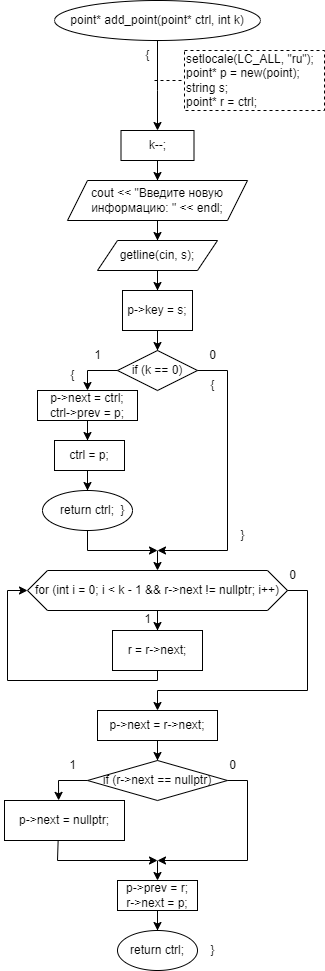 point* add_point(point* ctrl, int k)
{
setlocale(LC_ALL, "ru");
point* p = new(point);
string s;
point* r = ctrl;
k--;
cout << "Введите новую
информацию: " << endl;
getline(cin, s);
p->key = s;
1
0
if (k == 0)
{
{
p->next = ctrl;
ctrl->prev = p;
ctrl = p;
return ctrl; }
}
0
for (int i = 0; i < k - 1 && r->next != nullptr; i++)
1
r = r->next;
p->next = r->next;
1
0
if (r->next == nullptr)
p->next = nullptr;
p->prev = r;
r->next = p;
return ctrl;
}